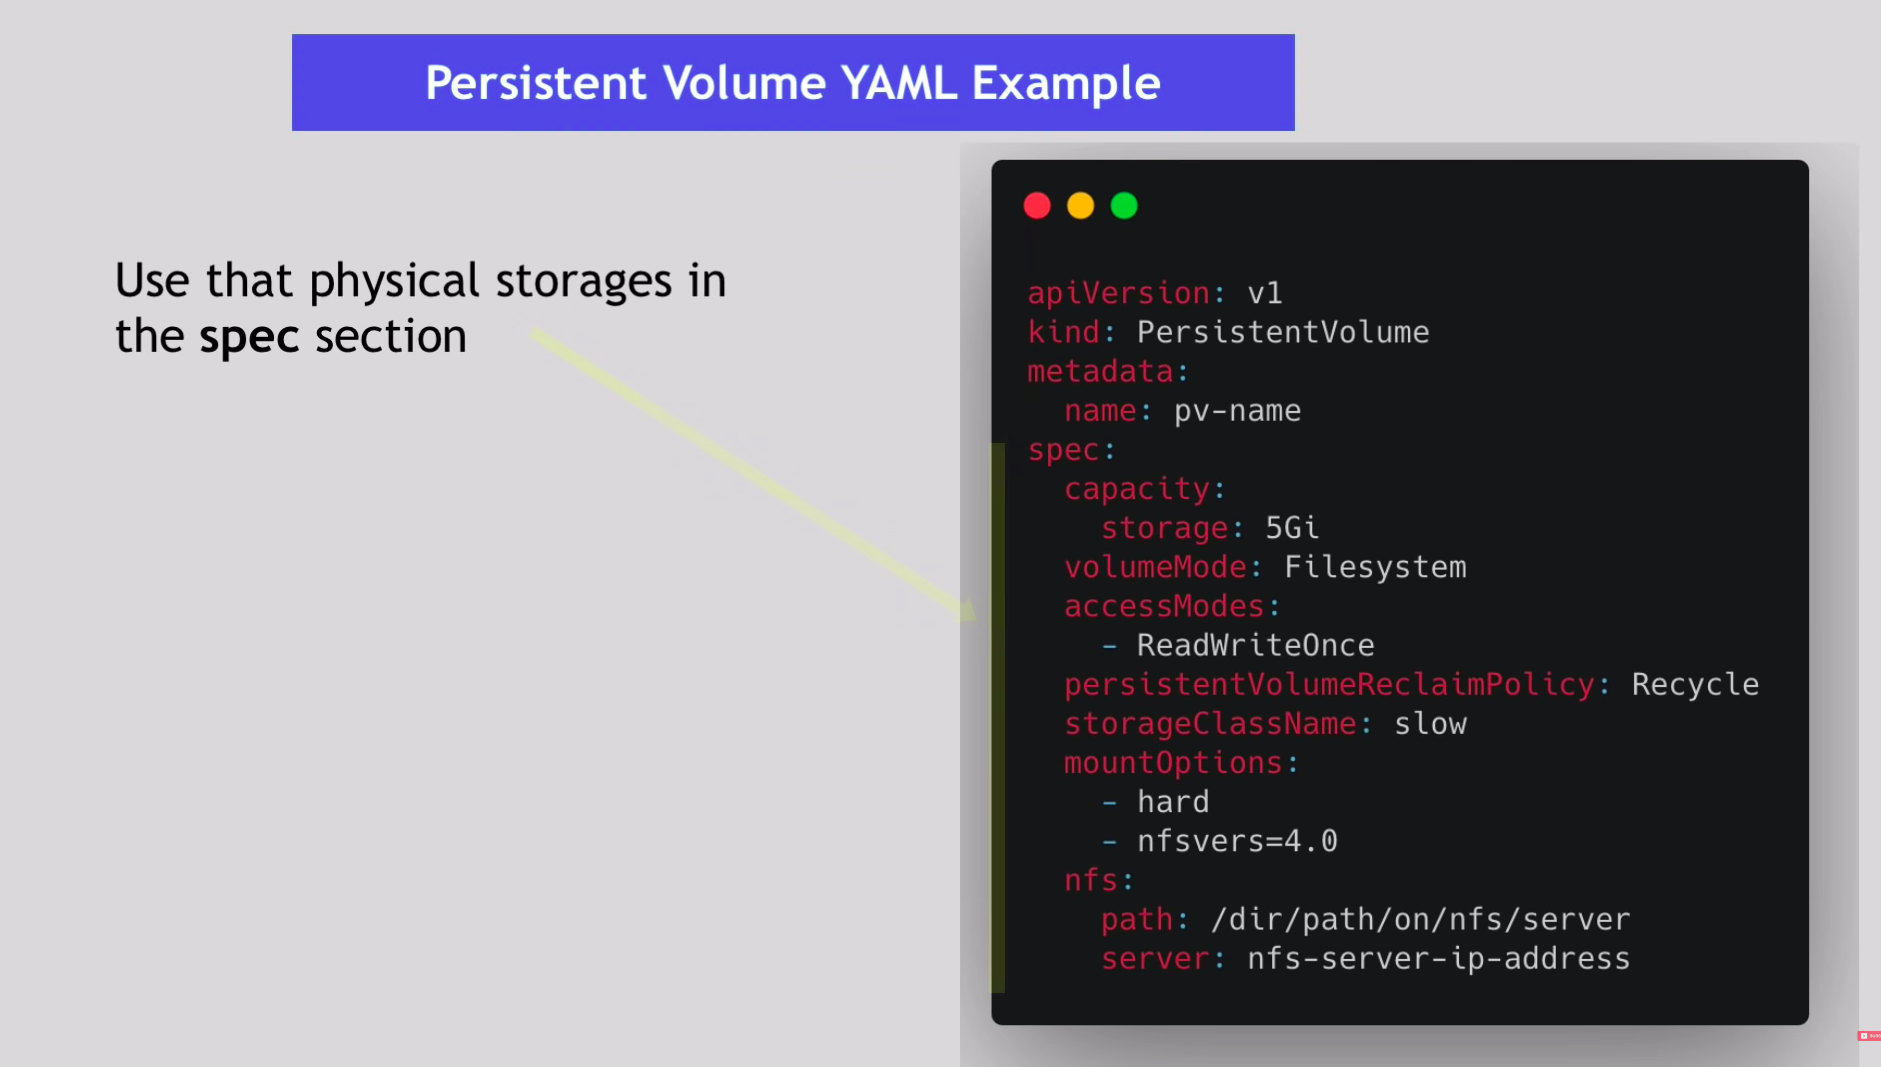 Persistent Volume YAML Example
Use that physical storages in
the spec section
apiVersion: v1
kind: PersistentVolume
metadata:
  name: pv-name
spec:
  capacity:
    storage: 5Gi
  volumeMode: Filesystem
  accessModes:
    - ReadWriteOnce
  persistentVolumeReclaimPolicy: Recycle
  storageClassName: slow
  mountOptions:
    - hard
    - nfsvers=4.0
  nfs:
    path: /dir/path/on/nfs/server
    server: nfs-server-ip-address